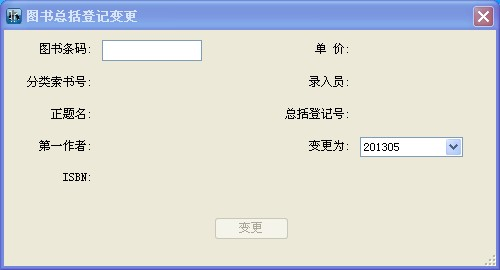 图书总括登记变更
图书条码: 单 价:
分类索书号: 录入员:
正题名: 总括登记号:
第一作者: 变更为: 201305
ISBN:
变更